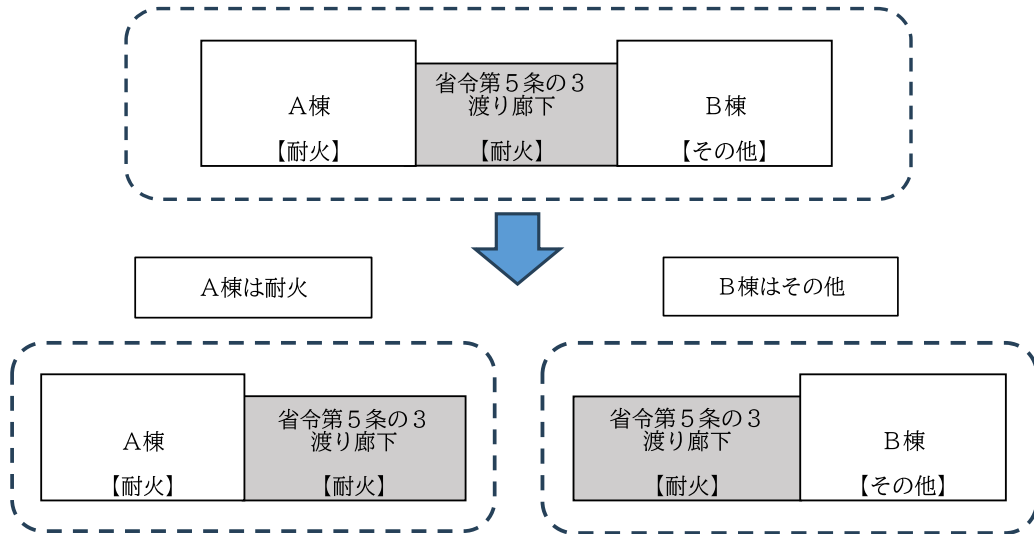 省令第５条の３
渡り廊下
Ａ棟
Ｂ棟
【耐火】
【耐火】
【その他】
Ａ棟は耐火
Ｂ棟はその他
省令第５条の３
渡り廊下
Ａ棟
【耐火】
【耐火】
省令第５条の３
渡り廊下
Ｂ棟
【耐火】
【その他】